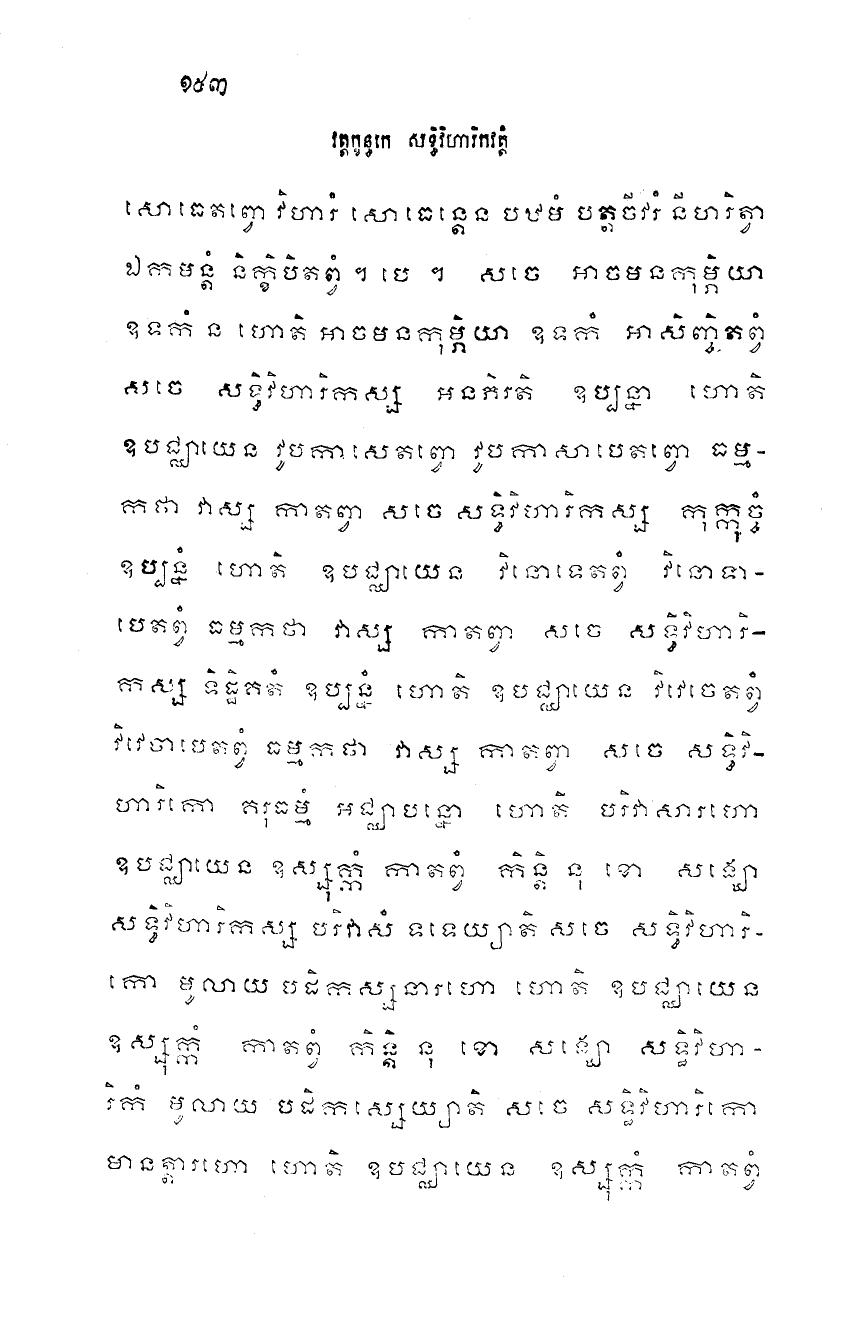 ១៩៣
វត្តក្ខន្ធកេ សទ្ធិវិហារិកវត្តំ
សោធេតព្វោ វិហារំ សោធេន្តេន បឋមំ បត្តចីវរំ នីហរិត្វា
ឯកមន្តំ និក្ខិបិតព្វំ ។ បេ ។ សចេ អាចមនកុម្ភិយា
ឧទកំ ន ហោតិ អាចមនកុម្ភិយា ឧទកំ អាសិញ្ចិតព្វំ
សចេ សទ្ធិវិហារិកស្ស អនភិរតិ ឧប្បន្នា ហោតិ
ឧបជ្ឈាយេន វូបកាសេតព្វោ វូបកាសាបេតព្វោ ធម្ម-
កថា វាស្ស កាតព្វា សចេ សទ្ធិវិហារិកស្ស កុក្កុច្ចំ
ឧប្បន្នំ ហោតិ ឧបជ្ឈាយេន វិនោទេតព្វំ វិនោទា-
បេតព្វំ ធម្មកថា វាស្ស កាតព្វា សចេ សទ្ធិវិហារិ-
កស្ស ទិដ្ឋិគតំ ឧប្បន្នំ ហោតិ ឧបជ្ឈាយេន វិវេចេតព្វំ
វិវេចាបេតព្វំ ធម្មកថា វាស្ស កាតព្វា សចេ សទ្ធិវិ-
ហារិកោ គរុធម្មំ អជ្ឈាបន្នោ ហោតិ បរិវាសារហោ
ឧបជ្ឈាយេន ឧស្សុក្កំ កាតព្វំ កិន្តិ នុ ខោ សង្ឃោ
សទ្ធិវិហារិកស្ស បរិវាសំ ទទេយ្យាតិ សចេ សទ្ធិវិហារិ-
កោ មូលាយ បដិកស្សនារហោ ហោតិ ឧបជ្ឈាយេន
ឧស្សុក្កំ កាតព្វំ កិន្តិ នុ ខោ សង្ឃោ សទ្ធិវិហា-
រិកំ មូលាយ បដិកស្សេយ្យាតិ សចេ សទ្ធិវិហារិកោ
មានត្តារហោ ហោតិ ឧបជ្ឈាយេន ឧស្សុក្កំ កាតព្វំ